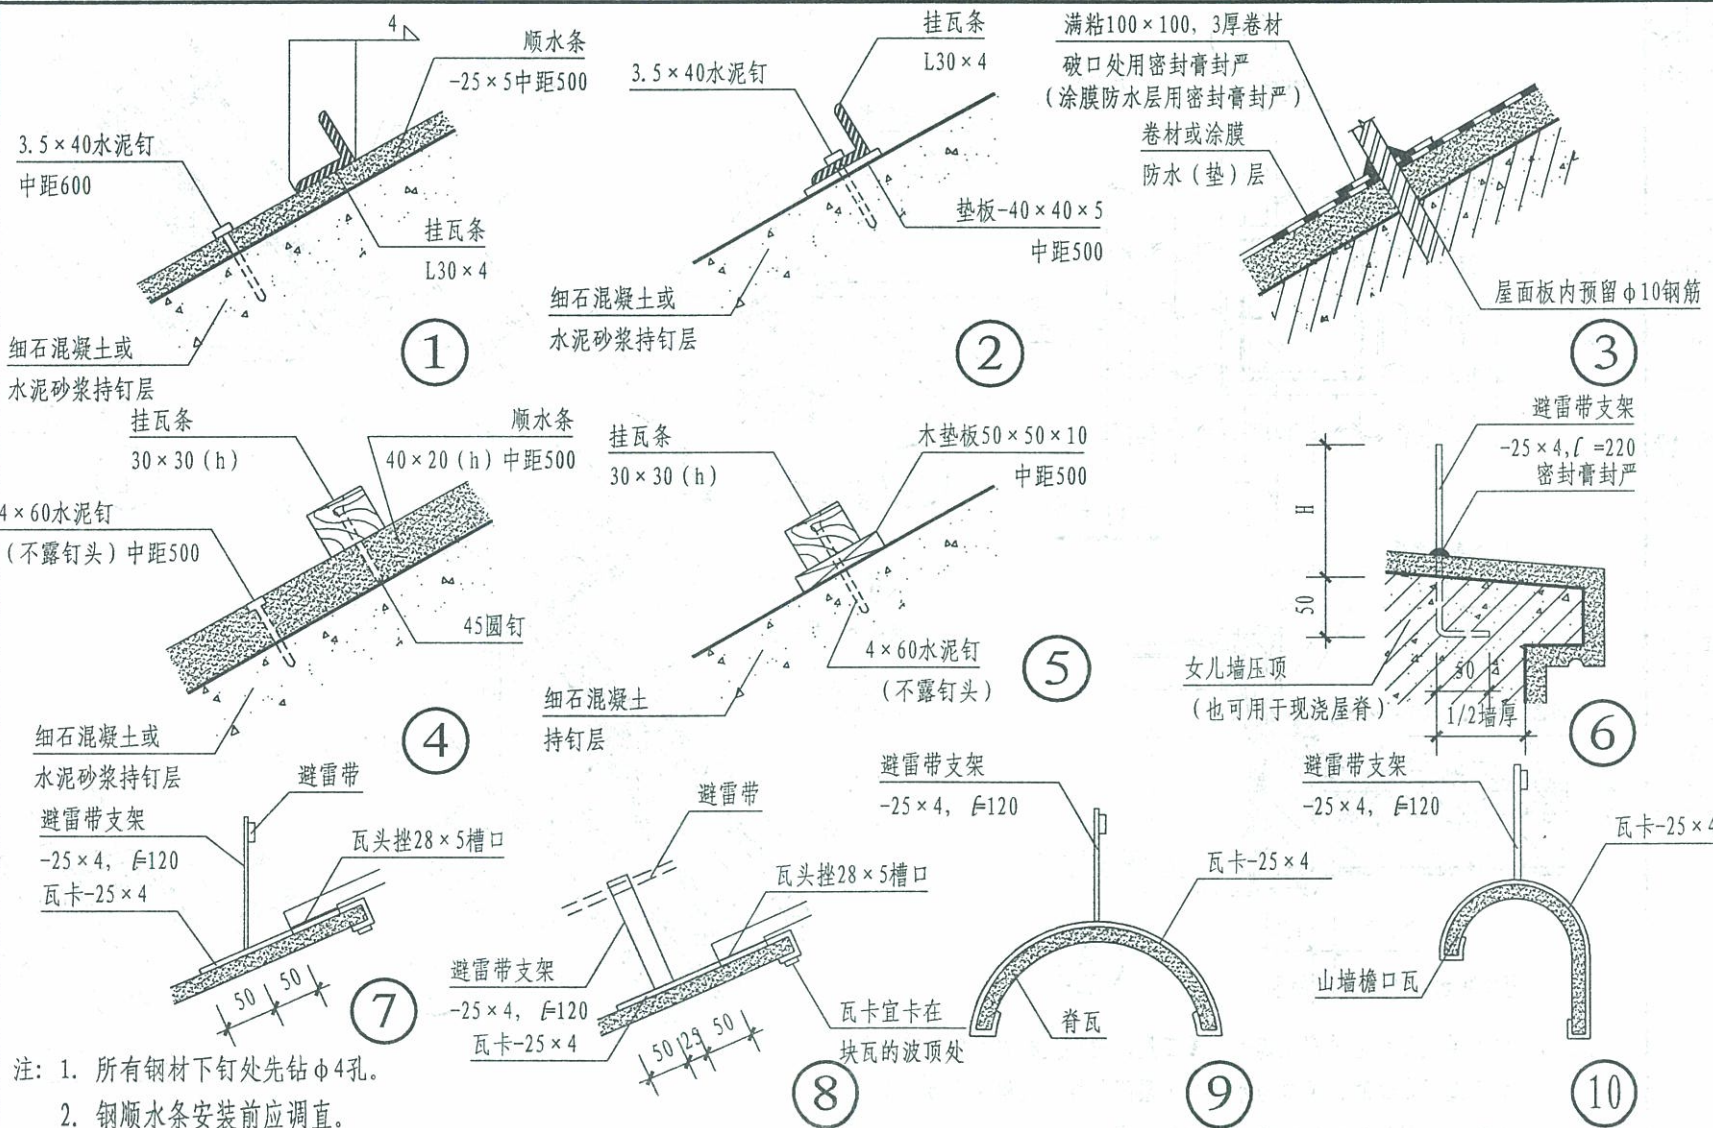 4
顺水条
-25×5中距500
3.5×40水泥钉
中距600
挂瓦条
L30×4
细石混凝土或
水泥砂浆持钉层
1
挂瓦条
L30×4
3.5×40水泥钉
垫板-40×40×5
中距500
细石混凝土或
水泥砂浆持钉层
2
满粘100×100, 3厚卷材
破口处用密封膏封严
(涂膜防水层用密封膏封严)
卷材或涂膜
防水(垫)层
屋面板内预留φ10钢筋
3
挂瓦条
30×30(h)
顺水条
40×20(h)中距500
4×60水泥钉
(不露钉头)中距500
45圆钉
细石混凝土或
水泥砂浆持钉层
4
挂瓦条
30×30(h)
木垫板50×50×10
中距500
4×60水泥钉
(不露钉头)
细石混凝土
持钉层
5
避雷带支架
-25×4,ℓ=220
密封膏封严
H
50
女儿墙压顶
(也可用于现浇屋脊)
50
1/2墙厚
6
避雷带
避雷带支架
-25×4, ℓ=120
瓦卡-25×4
瓦头挫28×5槽口
50
50
7
避雷带
瓦头挫28×5槽口
避雷带支架
-25×4, ℓ=120
瓦卡-25×4
瓦卡宜卡在
块瓦的波顶处
50
25
50
8
避雷带支架
-25×4, ℓ=120
瓦卡-25×4
脊瓦
9
避雷带支架
-25×4, ℓ=120
瓦卡-25×4
山墙檐口瓦
10
注: 1. 所有钢材下钉处先钻φ4孔。
2. 钢顺水条安装前应调直。